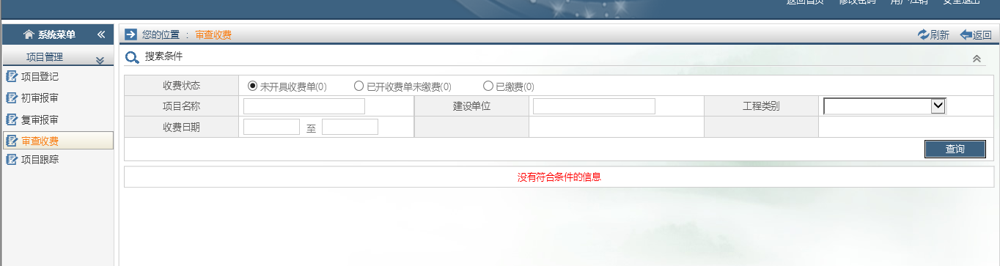 返回首页 修改密码 用户注销 安全退出
系统菜单 «
项目管理
项目登记
初审报审
复审报审
审查收费
项目跟踪
您的位置 : 审查收费
刷新 返回
搜索条件
收费状态 未开具收费单(0) 已开收费单未缴费(0) 已缴费(0)
项目名称 建设单位 工程类别
收费日期 至
查询
没有符合条件的信息